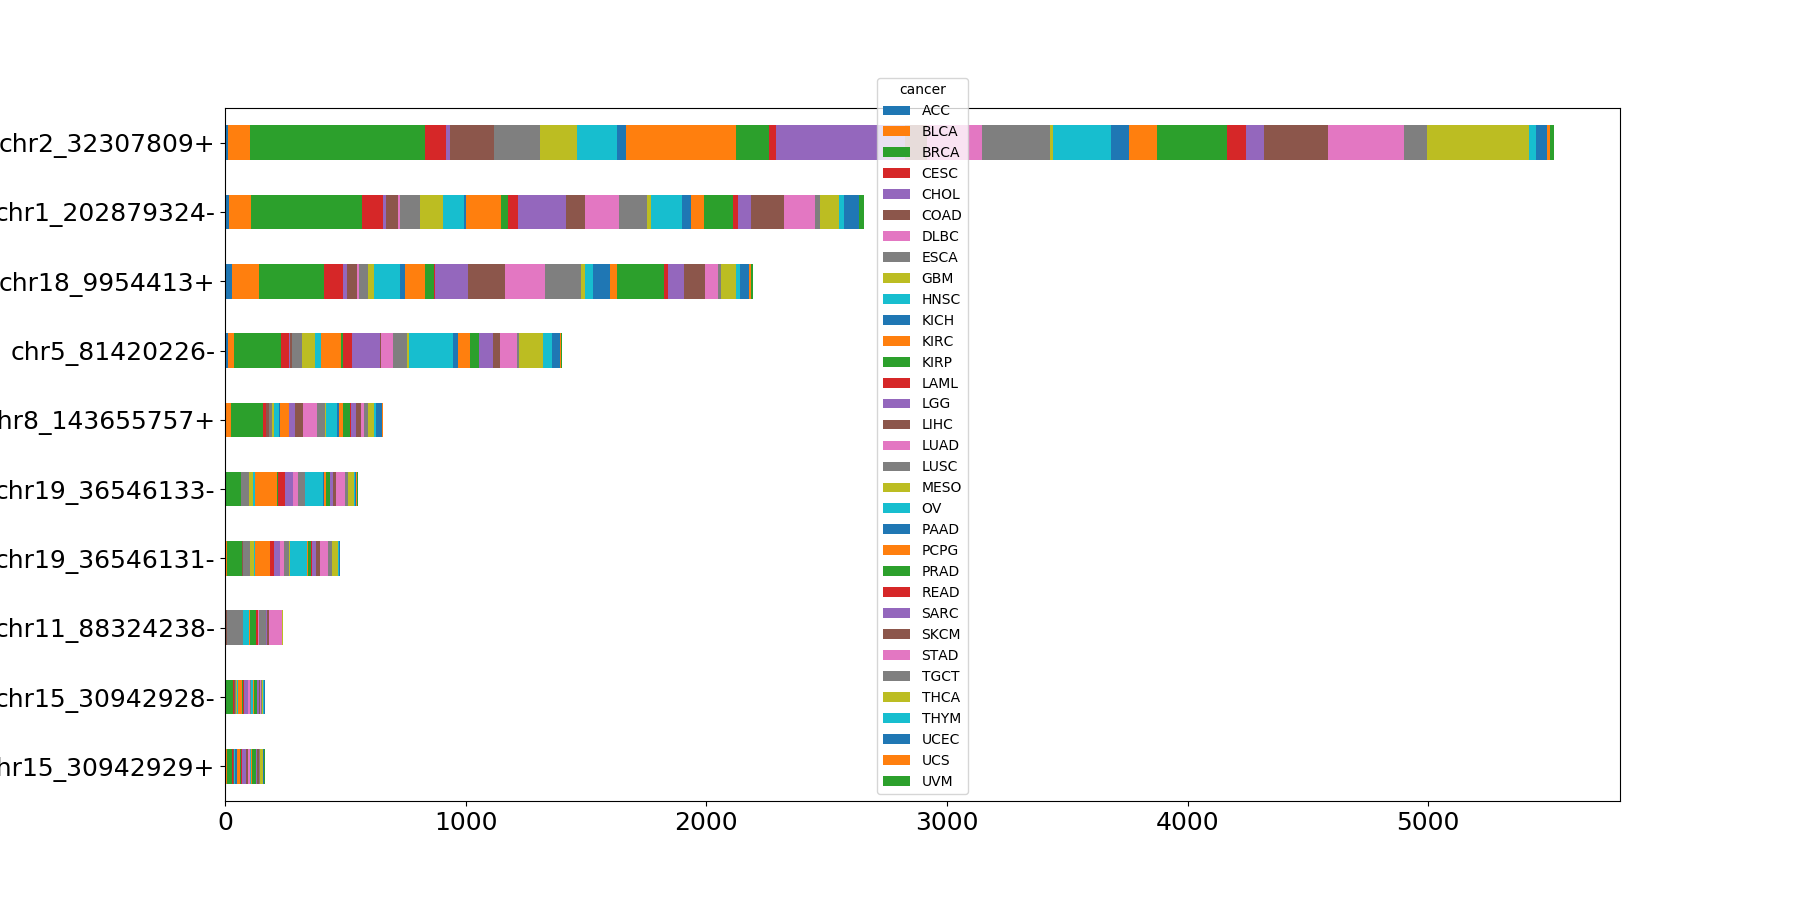 cancer
ACC
BLCA
BRCA
CESC
CHOL
COAD
DLBC
ESCA
GBM
HNSC
KICH
KIRC
KIRP
LAML
LGG
LIHC
LUAD
LUSC
MESO
OV
PAAD
PCPG
PRAD
READ
SARC
SKCM
STAD
TGCT
THCA
THYM
UCEC
UCS
UVM
chr2_32307809+
chr1_202879324-
chr18_9954413+
chr5_81420226-
hr8_143655757+
chr19_36546133-
chr19_36546131-
chr11_88324238-
chr15_30942928-
hr15_30942929+
0 1000 2000 3000 4000 5000